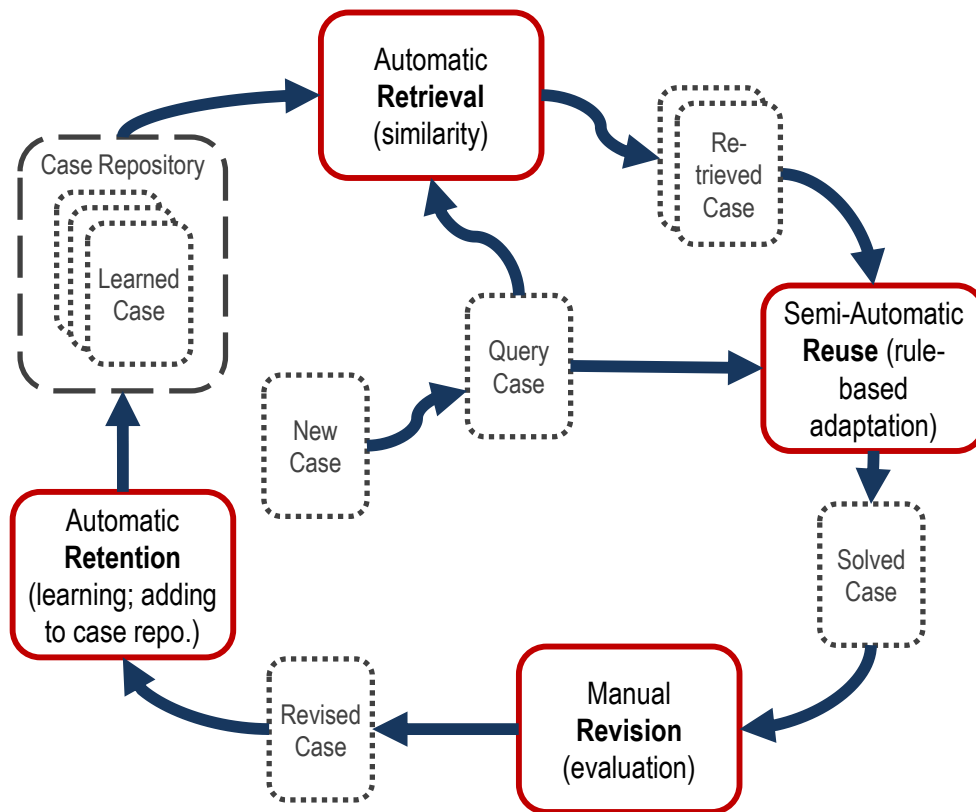 Automatic
Retrieval
(similarity)
Case Repository
Learned
Case
Re-
trieved
Case
Query
Case
New
Case
Semi-Automatic
Reuse (rule-
based
adaptation)
Automatic
Retention
(learning; adding
to case repo.)
Solved
Case
Revised
Case
Manual
Revision
(evaluation)